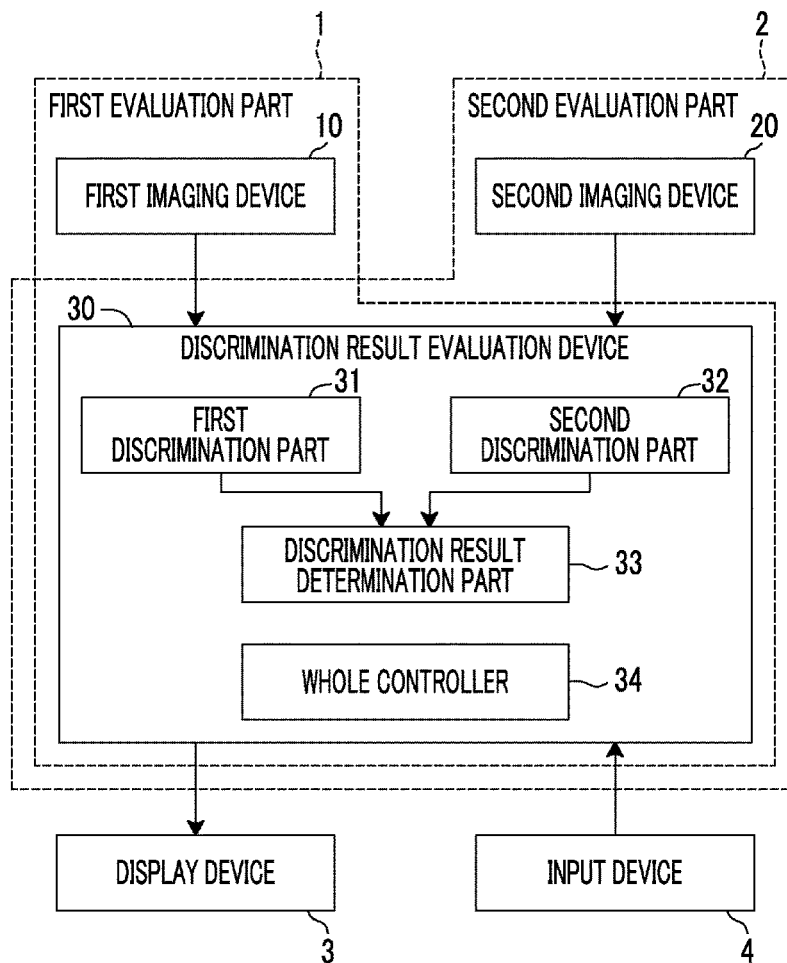 1
2
FIRST EVALUATION PART
SECOND EVALUATION PART
10
20
FIRST IMAGING DEVICE
SECOND IMAGING DEVICE
30
DISCRIMINATION RESULT EVALUATION DEVICE
31
32
FIRST
DISCRIMINATION PART
SECOND
DISCRIMINATION PART
DISCRIMINATION RESULT
DETERMINATION PART
33
WHOLE CONTROLLER
34
DISPLAY DEVICE
INPUT DEVICE
3
4